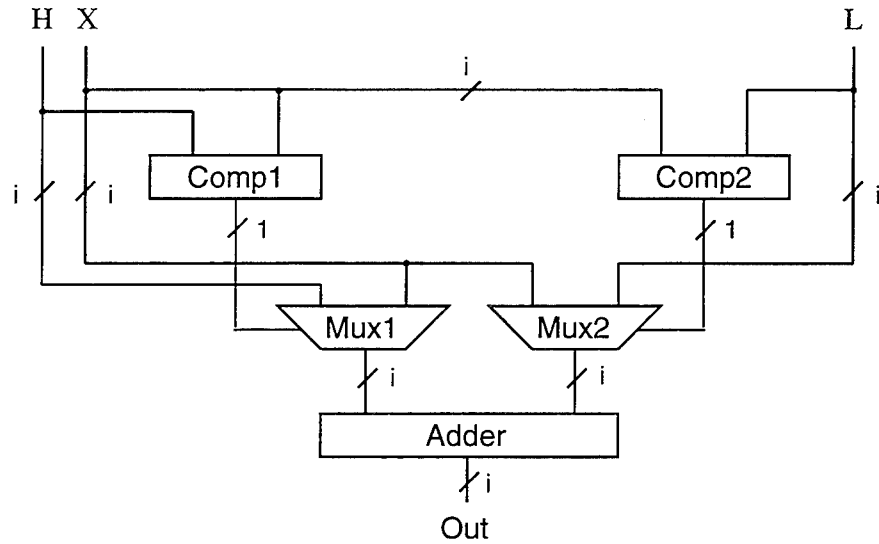 H X L
i
Comp1 Comp2
i i i
1 1
Mux1 Mux2
i i
Adder
i
Out